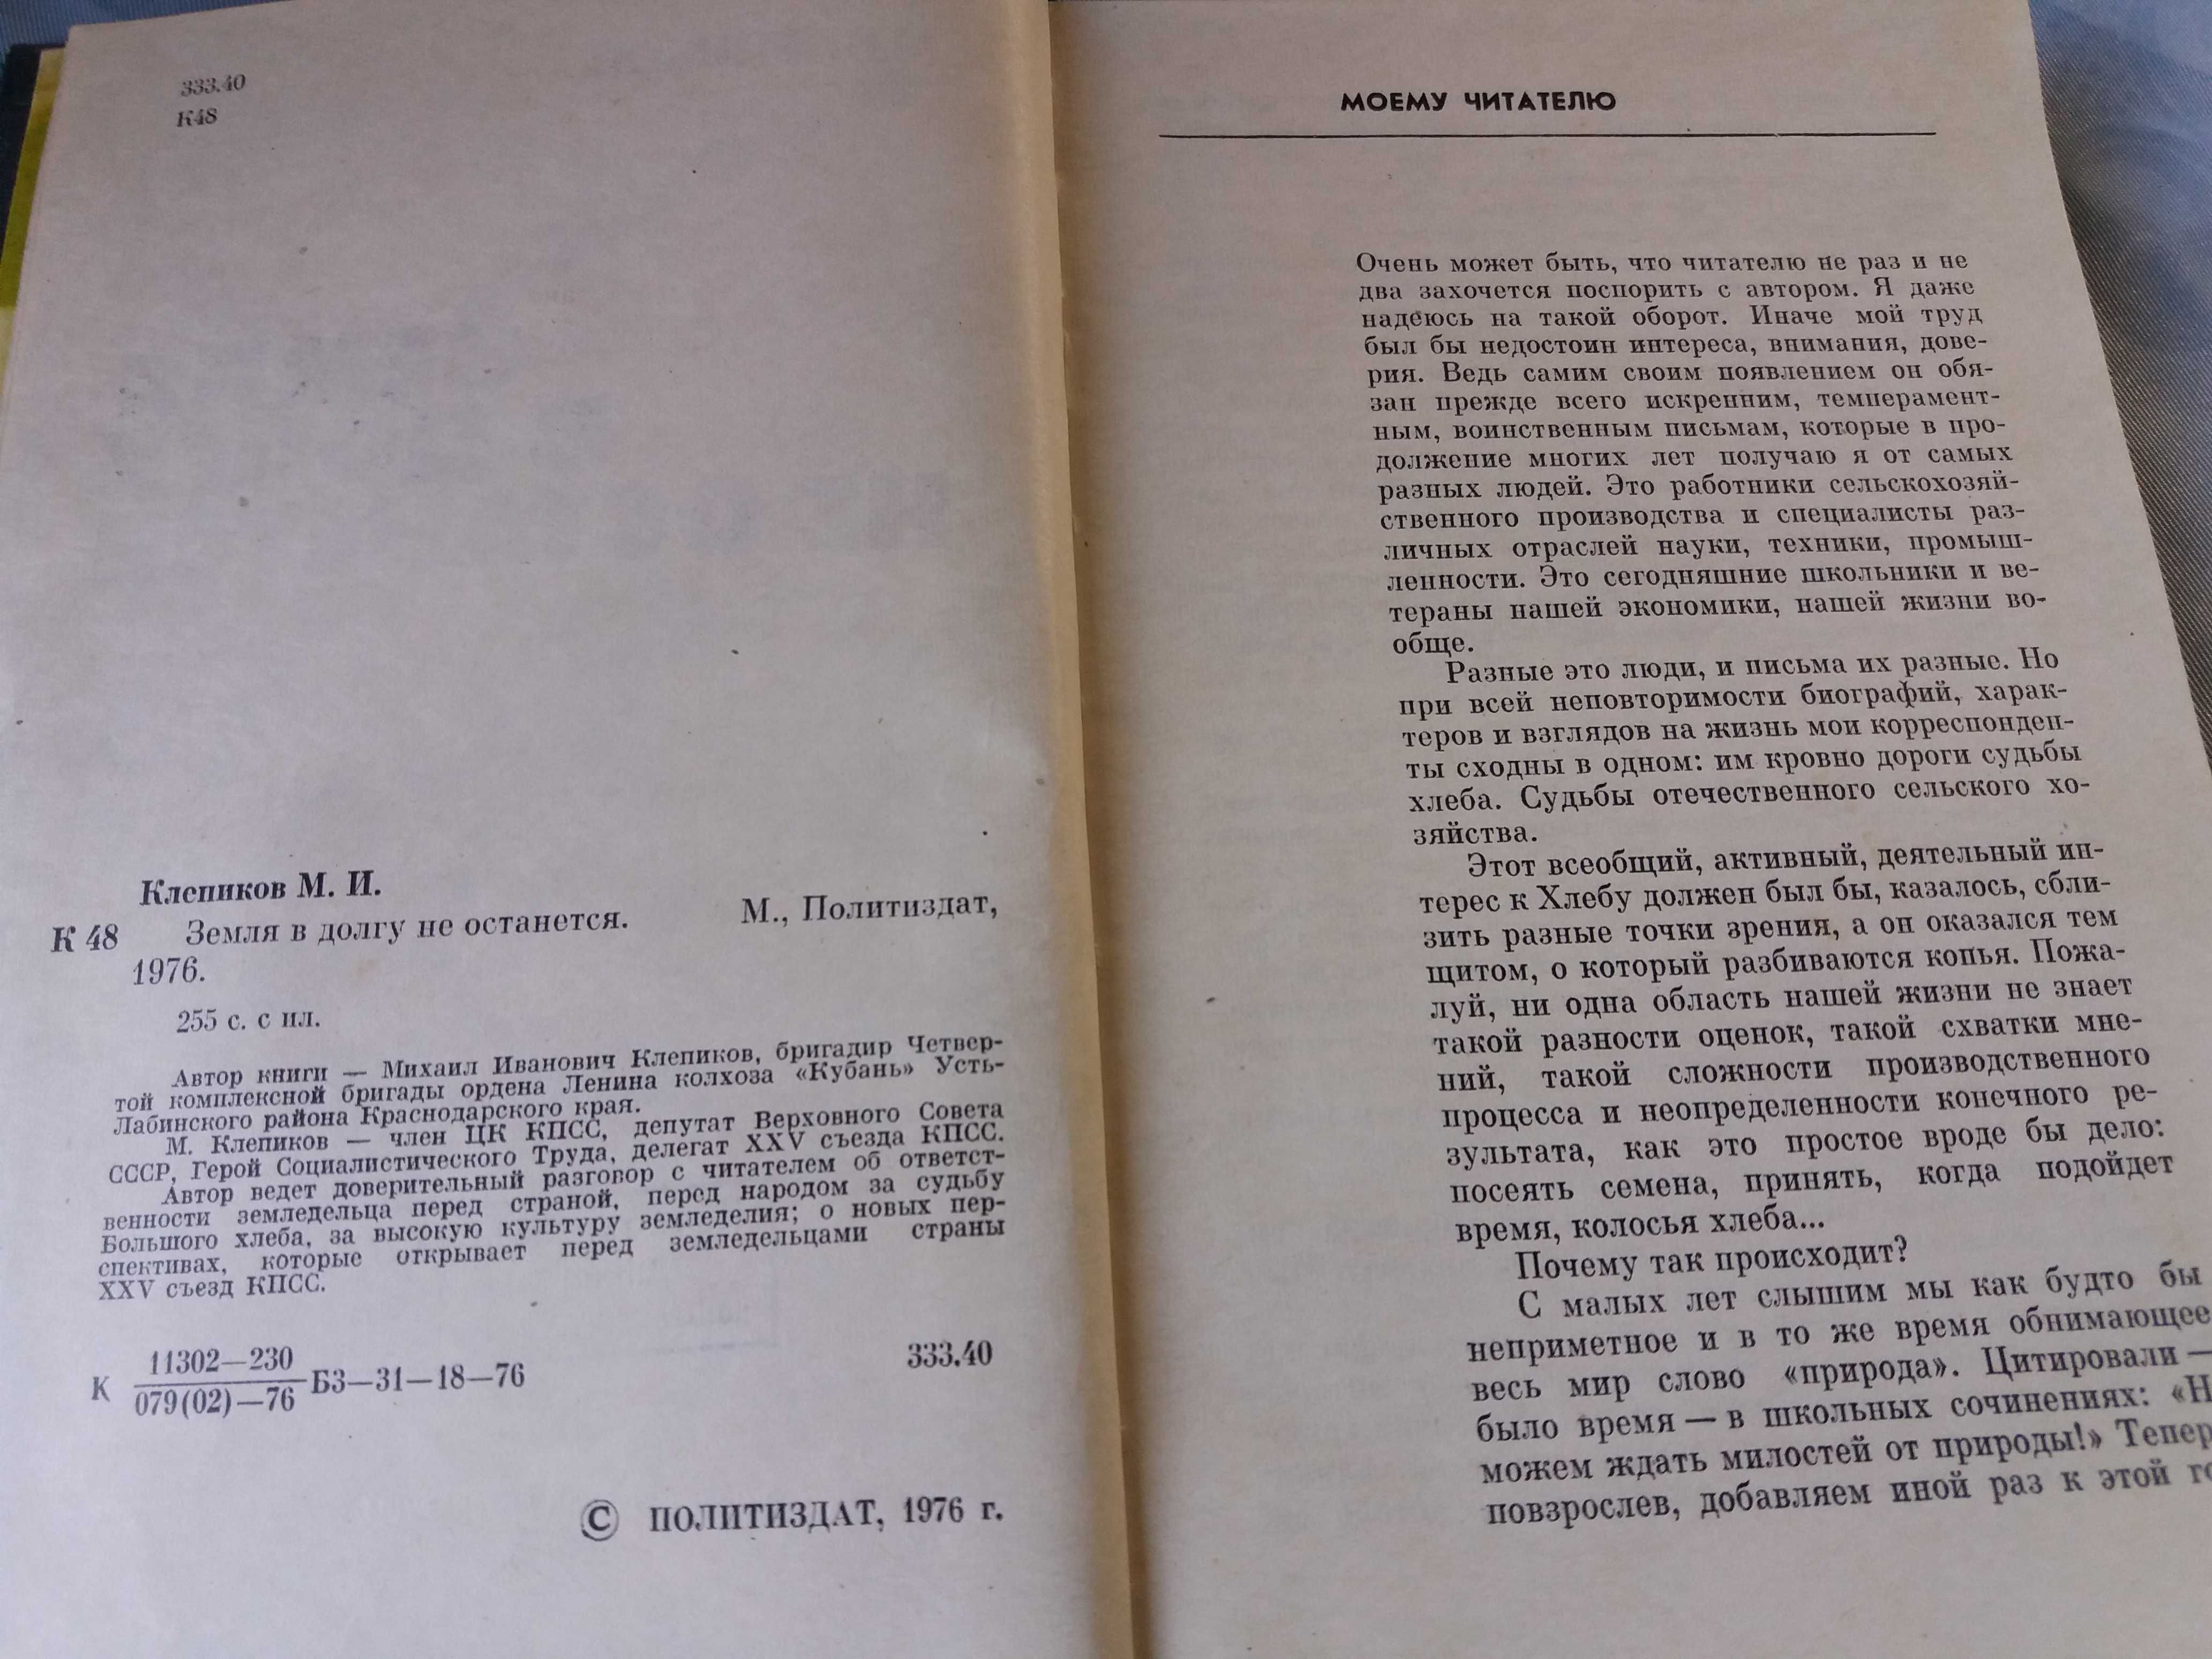 333.40
К48
Клепиков М. И.
К 48 Земля в долгу не останется. М., Политиздат,
1976.
255 с. с ил.
Автор книги — Михаил Иванович Клепиков, бригадир Четвер-
той комплексной бригады ордена Ленина колхоза «Кубань» Усть-
Лабинского района Краснодарского края.
М. Клепиков — член ЦК КПСС, депутат Верховного Совета
СССР, Герой Социалистического Труда, делегат XXV съезда КПСС.
Автор ведет доверительный разговор с читателем об ответст-
венности земледельца перед страной, перед народом за судьбу
Большого хлеба, за высокую культуру земледелия; о новых пер-
спективах, которые открывает перед земледельцами страны
XXV съезд КПСС.
К 11302—230
079(02)—76 БЗ—31—18—76 333.40
© ПОЛИТИЗДАТ, 1976 г.
МОЕМУ ЧИТАТЕЛЮ
Очень может быть, что читателю не раз и не
два захочется поспорить с автором. Я даже
надеюсь на такой оборот. Иначе мой труд
был бы недостоин интереса, внимания, дове-
рия. Ведь самим своим появлением он обя-
зан прежде всего искренним, темперамент-
ным, воинственным письмам, которые в про-
должение многих лет получаю я от самых
разных людей. Это работники сельскохозяй-
ственного производства и специалисты раз-
личных отраслей науки, техники, промыш-
ленности. Это сегодняшние школьники и ве-
тераны нашей экономики, нашей жизни во-
обще.
Разные это люди, и письма их разные. Но
при всей неповторимости биографий, харак-
теров и взглядов на жизнь мои корреспонден-
ты сходны в одном: им кровно дороги судьбы
хлеба. Судьбы отечественного сельского хо-
зяйства.
Этот всеобщий, активный, деятельный ин-
терес к Хлебу должен был бы, казалось, сбли-
зить разные точки зрения, а он оказался тем
щитом, о который разбиваются копья. Пожа-
луй, ни одна область нашей жизни не знает
такой разности оценок, такой схватки мне-
ний, такой сложности производственного
процесса и неопределенности конечного ре-
зультата, как это простое вроде бы дело:
посеять семена, принять, когда подойдет
время, колосья хлеба...
Почему так происходит?
С малых лет слышим мы как будто бы
неприметное и в то же время обнимающее
весь мир слово «природа». Цитировали —
было время — в школьных сочинениях: «Н
можем ждать милостей от природы!» Тепер
повзрослев, добавляем иной раз к этой го